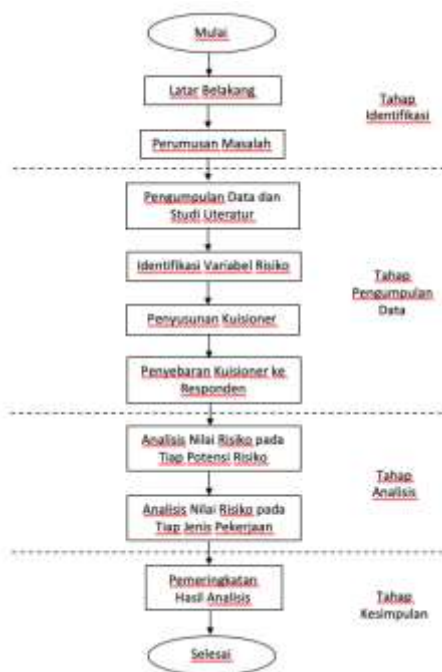 Mulai
Latar Belakang
Tahap
Identifikasi
Perumusan Masalah
Pengumpulan Data dan
Studi Literatur
Identifikasi Variabel Risiko
Tahap
Pengumpulan
Data
Penyusunan Kuisioner
Penyebaran Kuisioner ke
Responden
Analisis Nilai Risiko pada
Tiap Potensi Risiko
Tahap
Analisis
Analisis Nilai Risiko pada
Tiap Jenis Pekerjaan
Pemeringkatan
Hasil Analisis
Tahap
Kesimpulan
Selesai